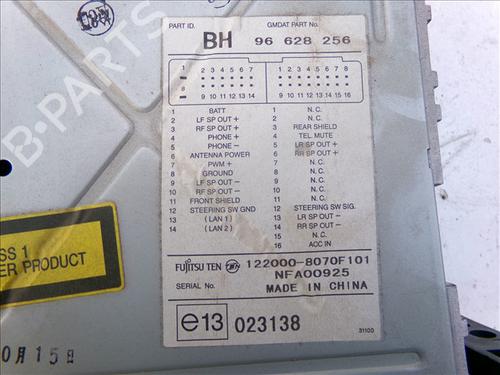 PART ID. GMDAT PART No.
BH 96 628 256
1 2 3 4 5 6 7 1 2 3 4 5 6 7 8
8 9 10 11 12 13 14 9 10 11 12 13 14 15 16
1 BATT 1 N.C.
2 LF SP OUT + 2 N.C.
3 RF SP OUT + 3 REAR SHIELD
4 PHONE + 4 TEL MUTE
5 PHONE − 5 LR SP OUT +
6 ANTENNA POWER 6 RR SP OUT +
7 PWM + 7 N.C.
8 GROUND 8 N.C.
9 LF SP OUT − 9 N.C.
10 RF SP OUT − 10 N.C.
11 FRONT SHIELD 11 N.C.
12 STEERING SW GND 12 STEERING SW SIG.
13 ( LAN 1 ) 13 LR SP OUT −
14 ( LAN 2 ) 14 RR SP OUT −
15 N.C.
16 ACC IN
FUJITSU TEN 122000-8070F101
NFA00925
SERIAL No. MADE IN CHINA
e13 023138
31100
SS 1
ER PRODUCT
0月15日
B-PARTS